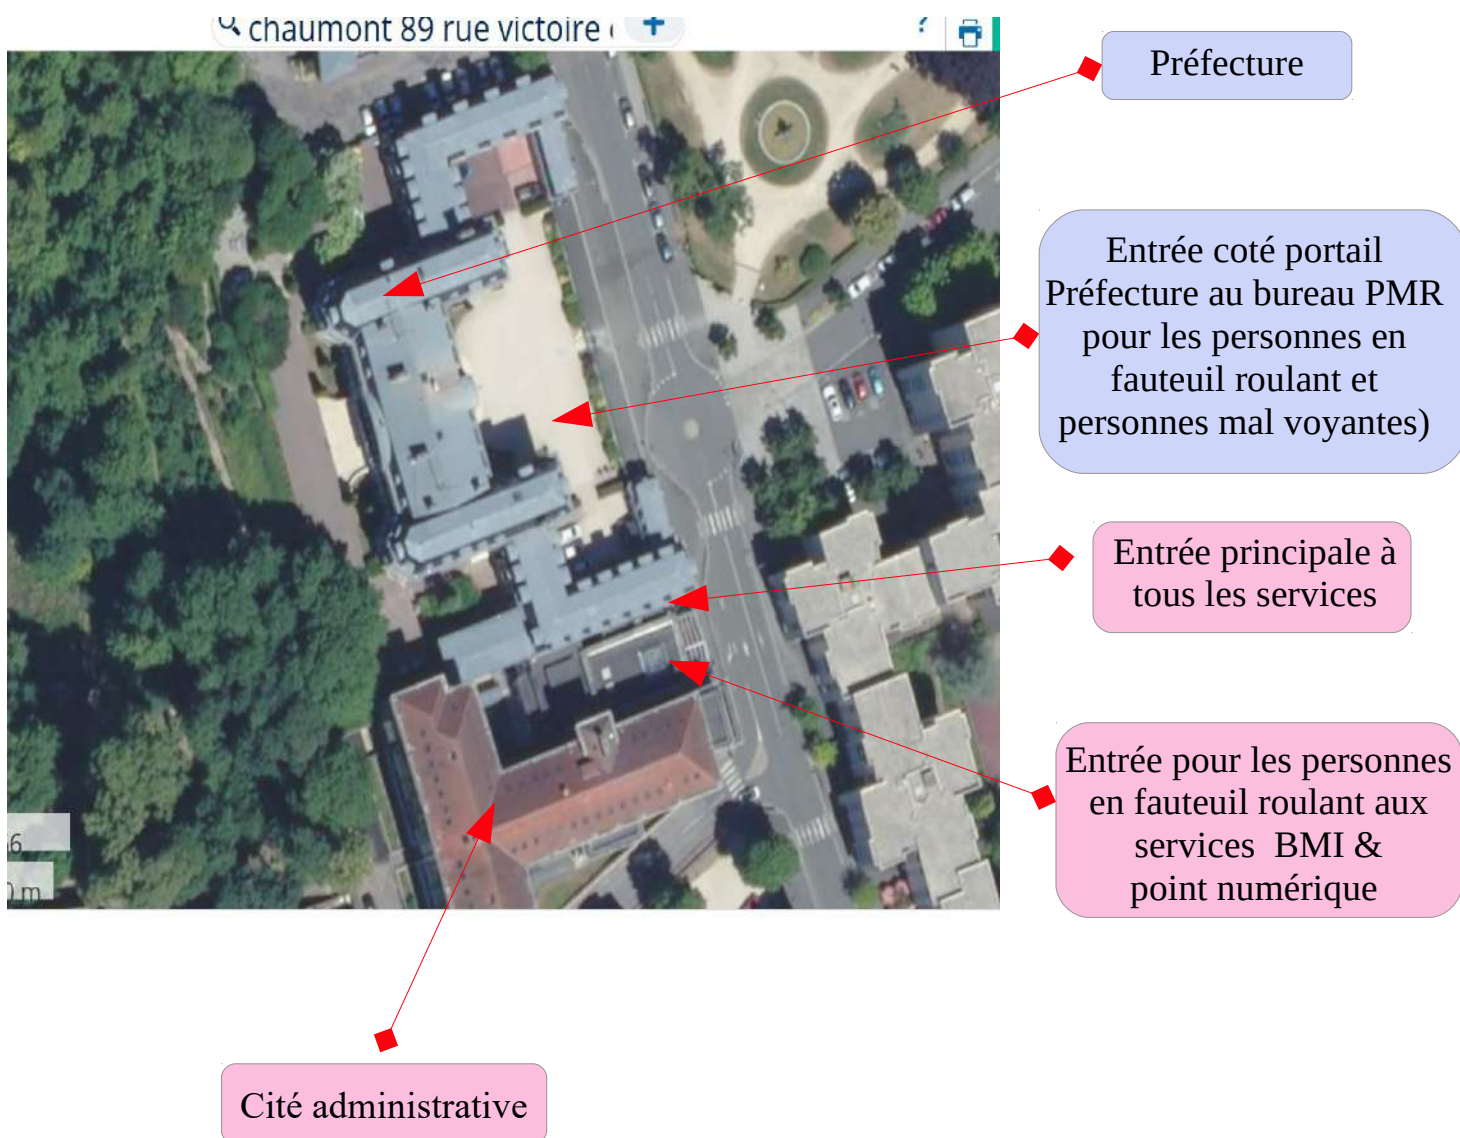 chaumont 89 rue victoire
?
Préfecture
Entrée coté portail
Préfecture au bureau PMR
pour les personnes en
fauteuil roulant et
personnes mal voyantes)
Entrée principale à
tous les services
Entrée pour les personnes
en fauteuil roulant aux
services  BMI &
point numérique
6
0 m
Cité administrative